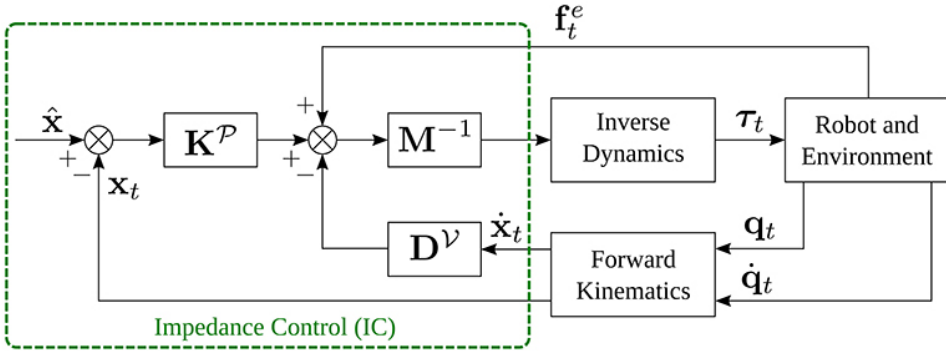 f_t^e
x̂
+
−
K^𝒫
+
+
−
M^{-1}
Inverse
Dynamics
τ_t
Robot and
Environment
x_t
D^𝒱
ẋ_t
Forward
Kinematics
q_t
q̇_t
Impedance Control (IC)